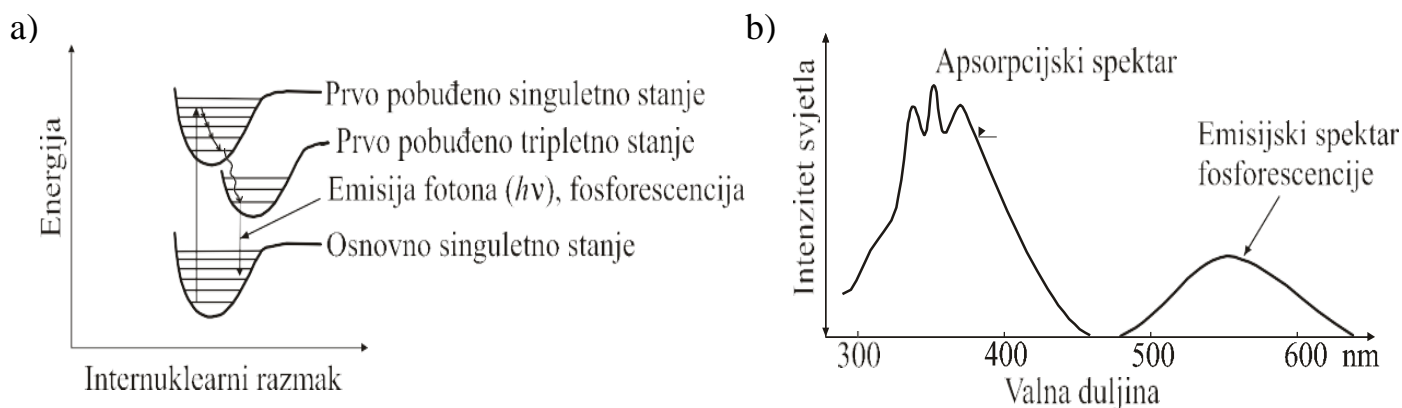 a)
Energija
Prvo pobuđeno singuletno stanje
Prvo pobuđeno tripletno stanje
Emisija fotona (hν), fosforescencija
Osnovno singuletno stanje
Internuklearni razmak
b)
Intenzitet svjetla
Apsorpcijski spektar
Emisijski spektar
fosforescencije
300 400 500 600 nm
Valna duljina